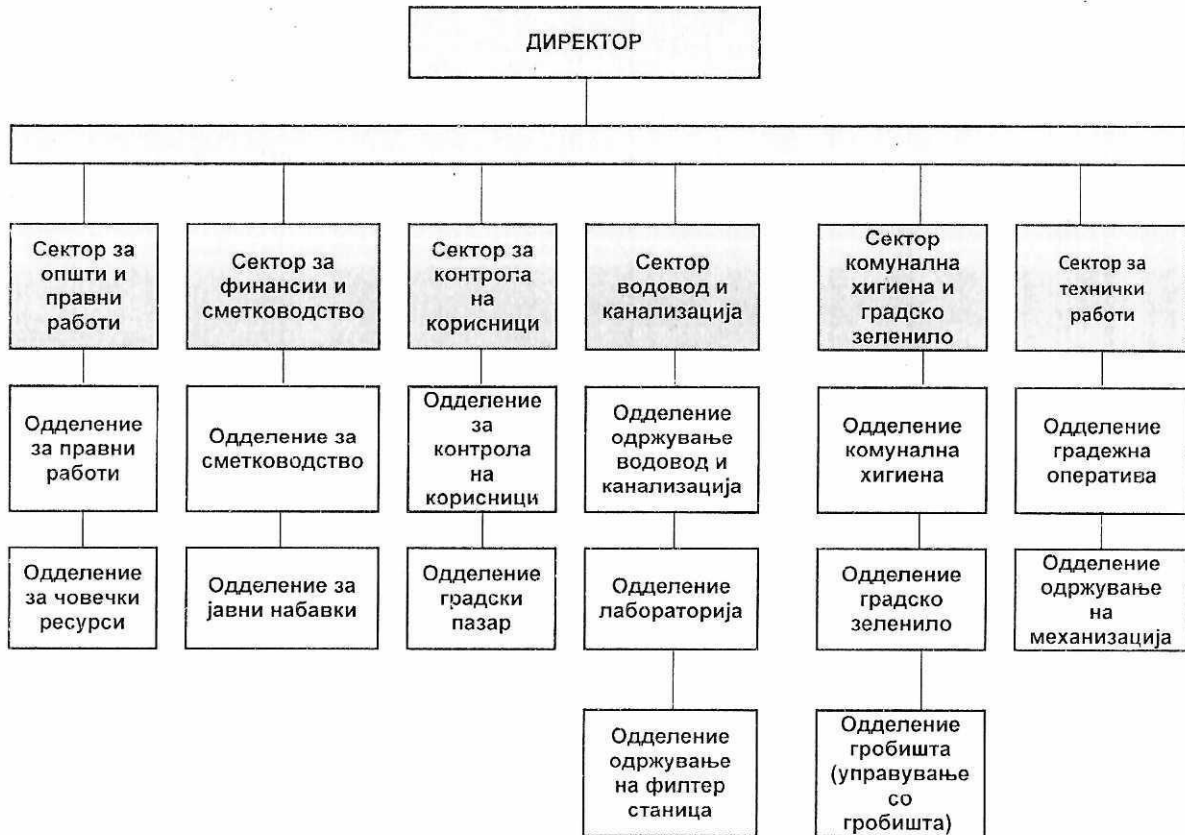 ДИРЕКТОР
Сектор за
општи и
правни
работи
Сектор за
финансии и
сметководство
Сектор за
контрола
на
корисници
Сектор
водовод и
канализација
Сектор
комунална
хигиена и
градско
зеленило
Сектор за
технички
работи
Одделение
за правни
работи
Одделение за
сметководство
Одделение
за
контрола
на
корисници
Одделение
одржување
водовод и
канализација
Одделение
комунална
хигиена
Одделение
градежна
оператива
Одделение
за човечки
ресурси
Одделение за
јавни набавки
Одделение
градски
пазар
Одделение
лабораторија
Одделение
градско
зеленило
Одделение
одржување
на
механизација
Одделение
одржување
на филтер
станица
Одделение
гробишта
(управување
со
гробишта)